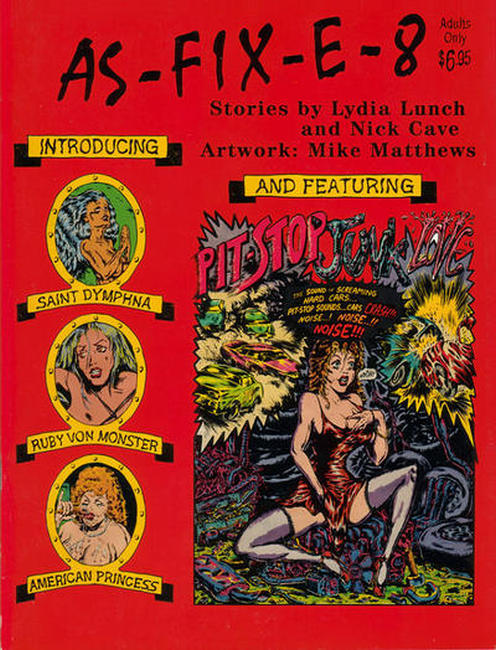 AS-FIX-E-8
Adults
Only
$6.95
Stories by Lydia Lunch
and Nick Cave
Artwork: Mike Matthews
INTRODUCING
SAINT DYMPHNA
RUBY VON MONSTER
AMERICAN PRINCESS
AND FEATURING
PIT-STOP JUNK LOVE
THE SOUND OF SCREAMING
HARD CARS...
PIT-STOP SOUNDS...CARS CRASH!!!
NOISE..! NOISE..!!
NOISE!!!